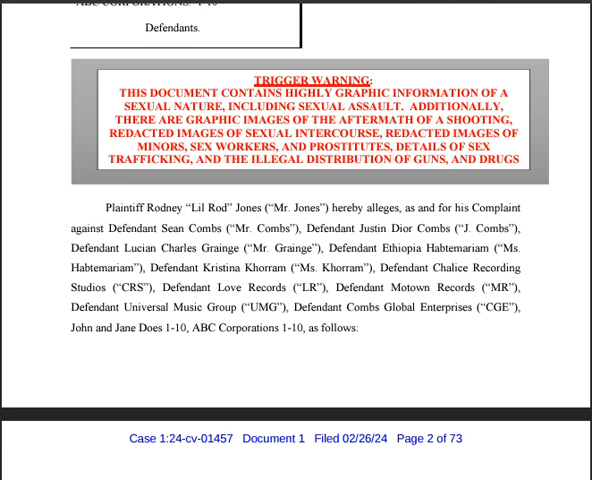 Defendants.
TRIGGER WARNING:
THIS DOCUMENT CONTAINS HIGHLY GRAPHIC INFORMATION OF A
SEXUAL NATURE, INCLUDING SEXUAL ASSAULT. ADDITIONALLY,
THERE ARE GRAPHIC IMAGES OF THE AFTERMATH OF A SHOOTING,
REDACTED IMAGES OF SEXUAL INTERCOURSE, REDACTED IMAGES OF
MINORS, SEX WORKERS, AND PROSTITUTES, DETAILS OF SEX
TRAFFICKING, AND THE ILLEGAL DISTRIBUTION OF GUNS, AND DRUGS
Plaintiff Rodney “Lil Rod” Jones (“Mr. Jones”) hereby alleges, as and for his Complaint
against Defendant Sean Combs (“Mr. Combs”), Defendant Justin Dior Combs (“J. Combs”),
Defendant Lucian Charles Grainge (“Mr. Grainge”), Defendant Ethiopia Habtemariam (“Ms.
Habtemariam”), Defendant Kristina Khorram (“Ms. Khorram”), Defendant Chalice Recording
Studios (“CRS”), Defendant Love Records (“LR”), Defendant Motown Records (“MR”),
Defendant Universal Music Group (“UMG”), Defendant Combs Global Enterprises (“CGE”),
John and Jane Does 1-10, ABC Corporations 1-10, as follows:
Case 1:24-cv-01457 Document 1 Filed 02/26/24 Page 2 of 73